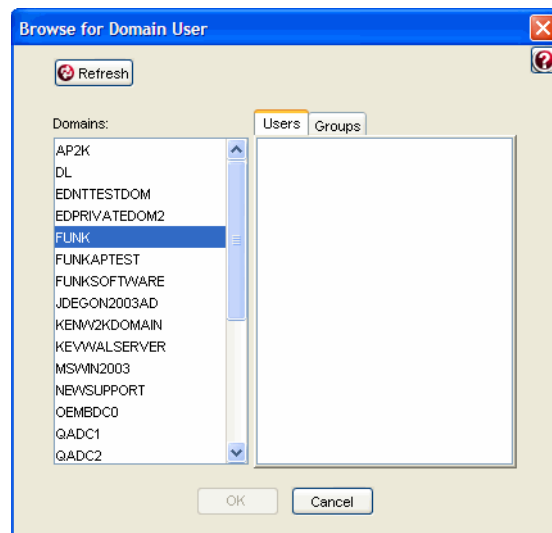 Browse for Domain User
Refresh
Domains:
Users Groups
AP2K
DL
EDNTTESTDOM
EDPRIVATEDOM2
FUNK
FUNKAPTEST
FUNKSOFTWARE
JDEGON2003AD
KENW2KDOMAIN
KEVWALSERVER
MSWIN2003
NEWSUPPORT
OEMBDC0
QADC1
QADC2
OK Cancel